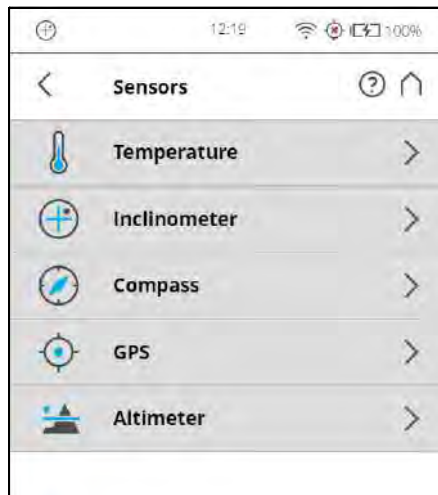 12:19 100%
Sensors ?
Temperature
Inclinometer
Compass
GPS
Altimeter